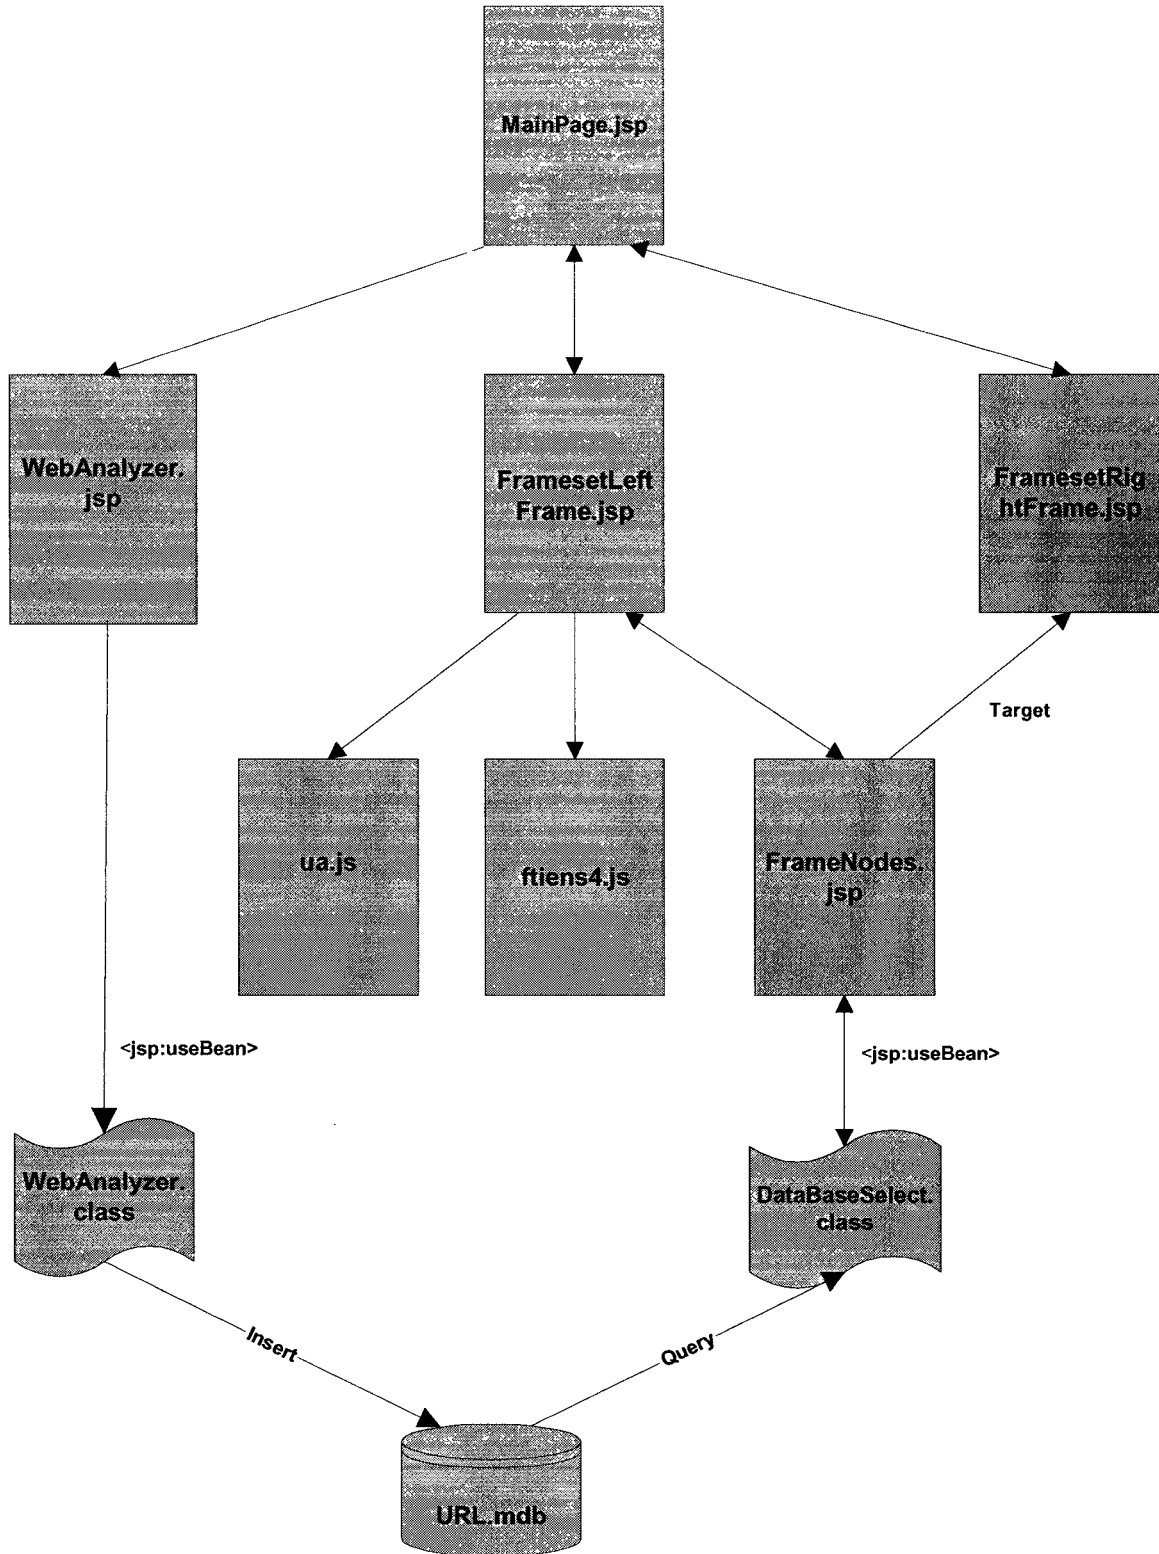 MainPage.jsp
WebAnalyzer.
jsp
FramesetLeft
Frame.jsp
FramesetRig
htFrame.jsp
Target
ua.js
ftiens4.js
FrameNodes.
jsp
<jsp:useBean>
<jsp:useBean>
WebAnalyzer.
class
DataBaseSelect.
class
Insert
Query
URL.mdb